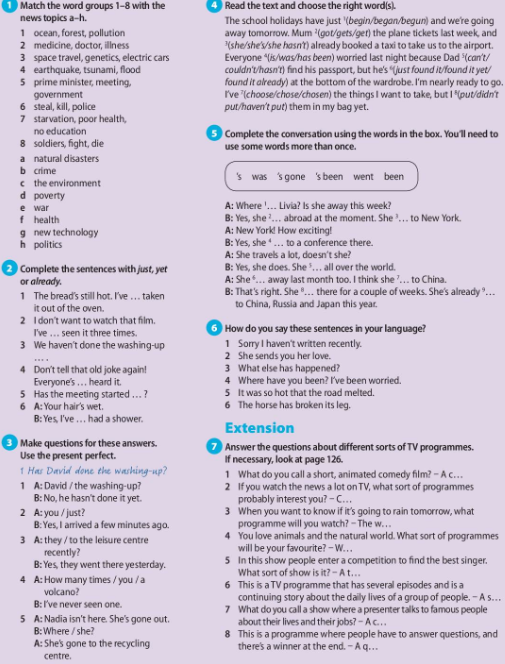 1 Match the word groups 1–8 with the
news topics a–h.
1 ocean, forest, pollution
2 medicine, doctor, illness
3 space travel, genetics, electric cars
4 earthquake, tsunami, flood
5 prime minister, meeting,
government
6 steal, kill, police
7 starvation, poor health,
no education
8 soldiers, fight, die
a natural disasters
b crime
c the environment
d poverty
e war
f health
g new technology
h politics
2 Complete the sentences with just, yet
or already.
1 The bread's still hot. I've … taken
it out of the oven.
2 I don't want to watch that film.
I've … seen it three times.
3 We haven't done the washing-up
… .
4 Don't tell that old joke again!
Everyone's … heard it.
5 Has the meeting started … ?
6 A: Your hair's wet.
B: Yes, I've … had a shower.
3 Make questions for these answers.
Use the present perfect.
1 Has David done the washing-up?
1 A: David / the washing-up?
B: No, he hasn't done it yet.
2 A: you / just?
B: Yes, I arrived a few minutes ago.
3 A: they / to the leisure centre
recently?
B: Yes, they went there yesterday.
4 A: How many times / you / a
volcano?
B: I've never seen one.
5 A: Nadia isn't here. She's gone out.
B: Where / she?
A: She's gone to the recycling
centre.
4 Read the text and choose the right word(s).
The school holidays have just ¹(begin/began/begun) and we're going
away tomorrow. Mum ²(got/gets/get) the plane tickets last week, and
³(she/she's/she hasn't) already booked a taxi to take us to the airport.
Everyone ⁴(is/was/has been) worried last night because Dad ⁵(can't/
couldn't/hasn't) find his passport, but he's ⁶(just found it/found it yet/
found it already) at the bottom of the wardrobe. I'm nearly ready to go.
I've ⁷(choose/chose/chosen) the things I want to take, but I ⁸(put/didn't
put/haven't put) them in my bag yet.
5 Complete the conversation using the words in the box. You'll need to
use some words more than once.
's was 's gone 's been went been
A: Where ¹… Livia? Is she away this week?
B: Yes, she ²… abroad at the moment. She ³… to New York.
A: New York! How exciting!
B: Yes, she ⁴ … to a conference there.
A: She travels a lot, doesn't she?
B: Yes, she does. She ⁵… all over the world.
A: She ⁶… away last month too. I think she ⁷… to China.
B: That's right. She ⁸… there for a couple of weeks. She's already ⁹…
to China, Russia and Japan this year.
6 How do you say these sentences in your language?
1 Sorry I haven't written recently.
2 She sends you her love.
3 What else has happened?
4 Where have you been? I've been worried.
5 It was so hot that the road melted.
6 The horse has broken its leg.
Extension
7 Answer the questions about different sorts of TV programmes.
If necessary, look at page 126.
1 What do you call a short, animated comedy film? – A c…
2 If you watch the news a lot on TV, what sort of programmes
probably interest you? – C…
3 When you want to know if it's going to rain tomorrow, what
programme will you watch? – The w…
4 You love animals and the natural world. What sort of programmes
will be your favourite? – W…
5 In this show people enter a competition to find the best singer.
What sort of show is it? – A t…
6 This is a TV programme that has several episodes and is a
continuing story about the daily lives of a group of people. – A s…
7 What do you call a show where a presenter talks to famous people
about their lives and their jobs? – A c…
8 This is a programme where people have to answer questions, and
there's a winner at the end. – A q…